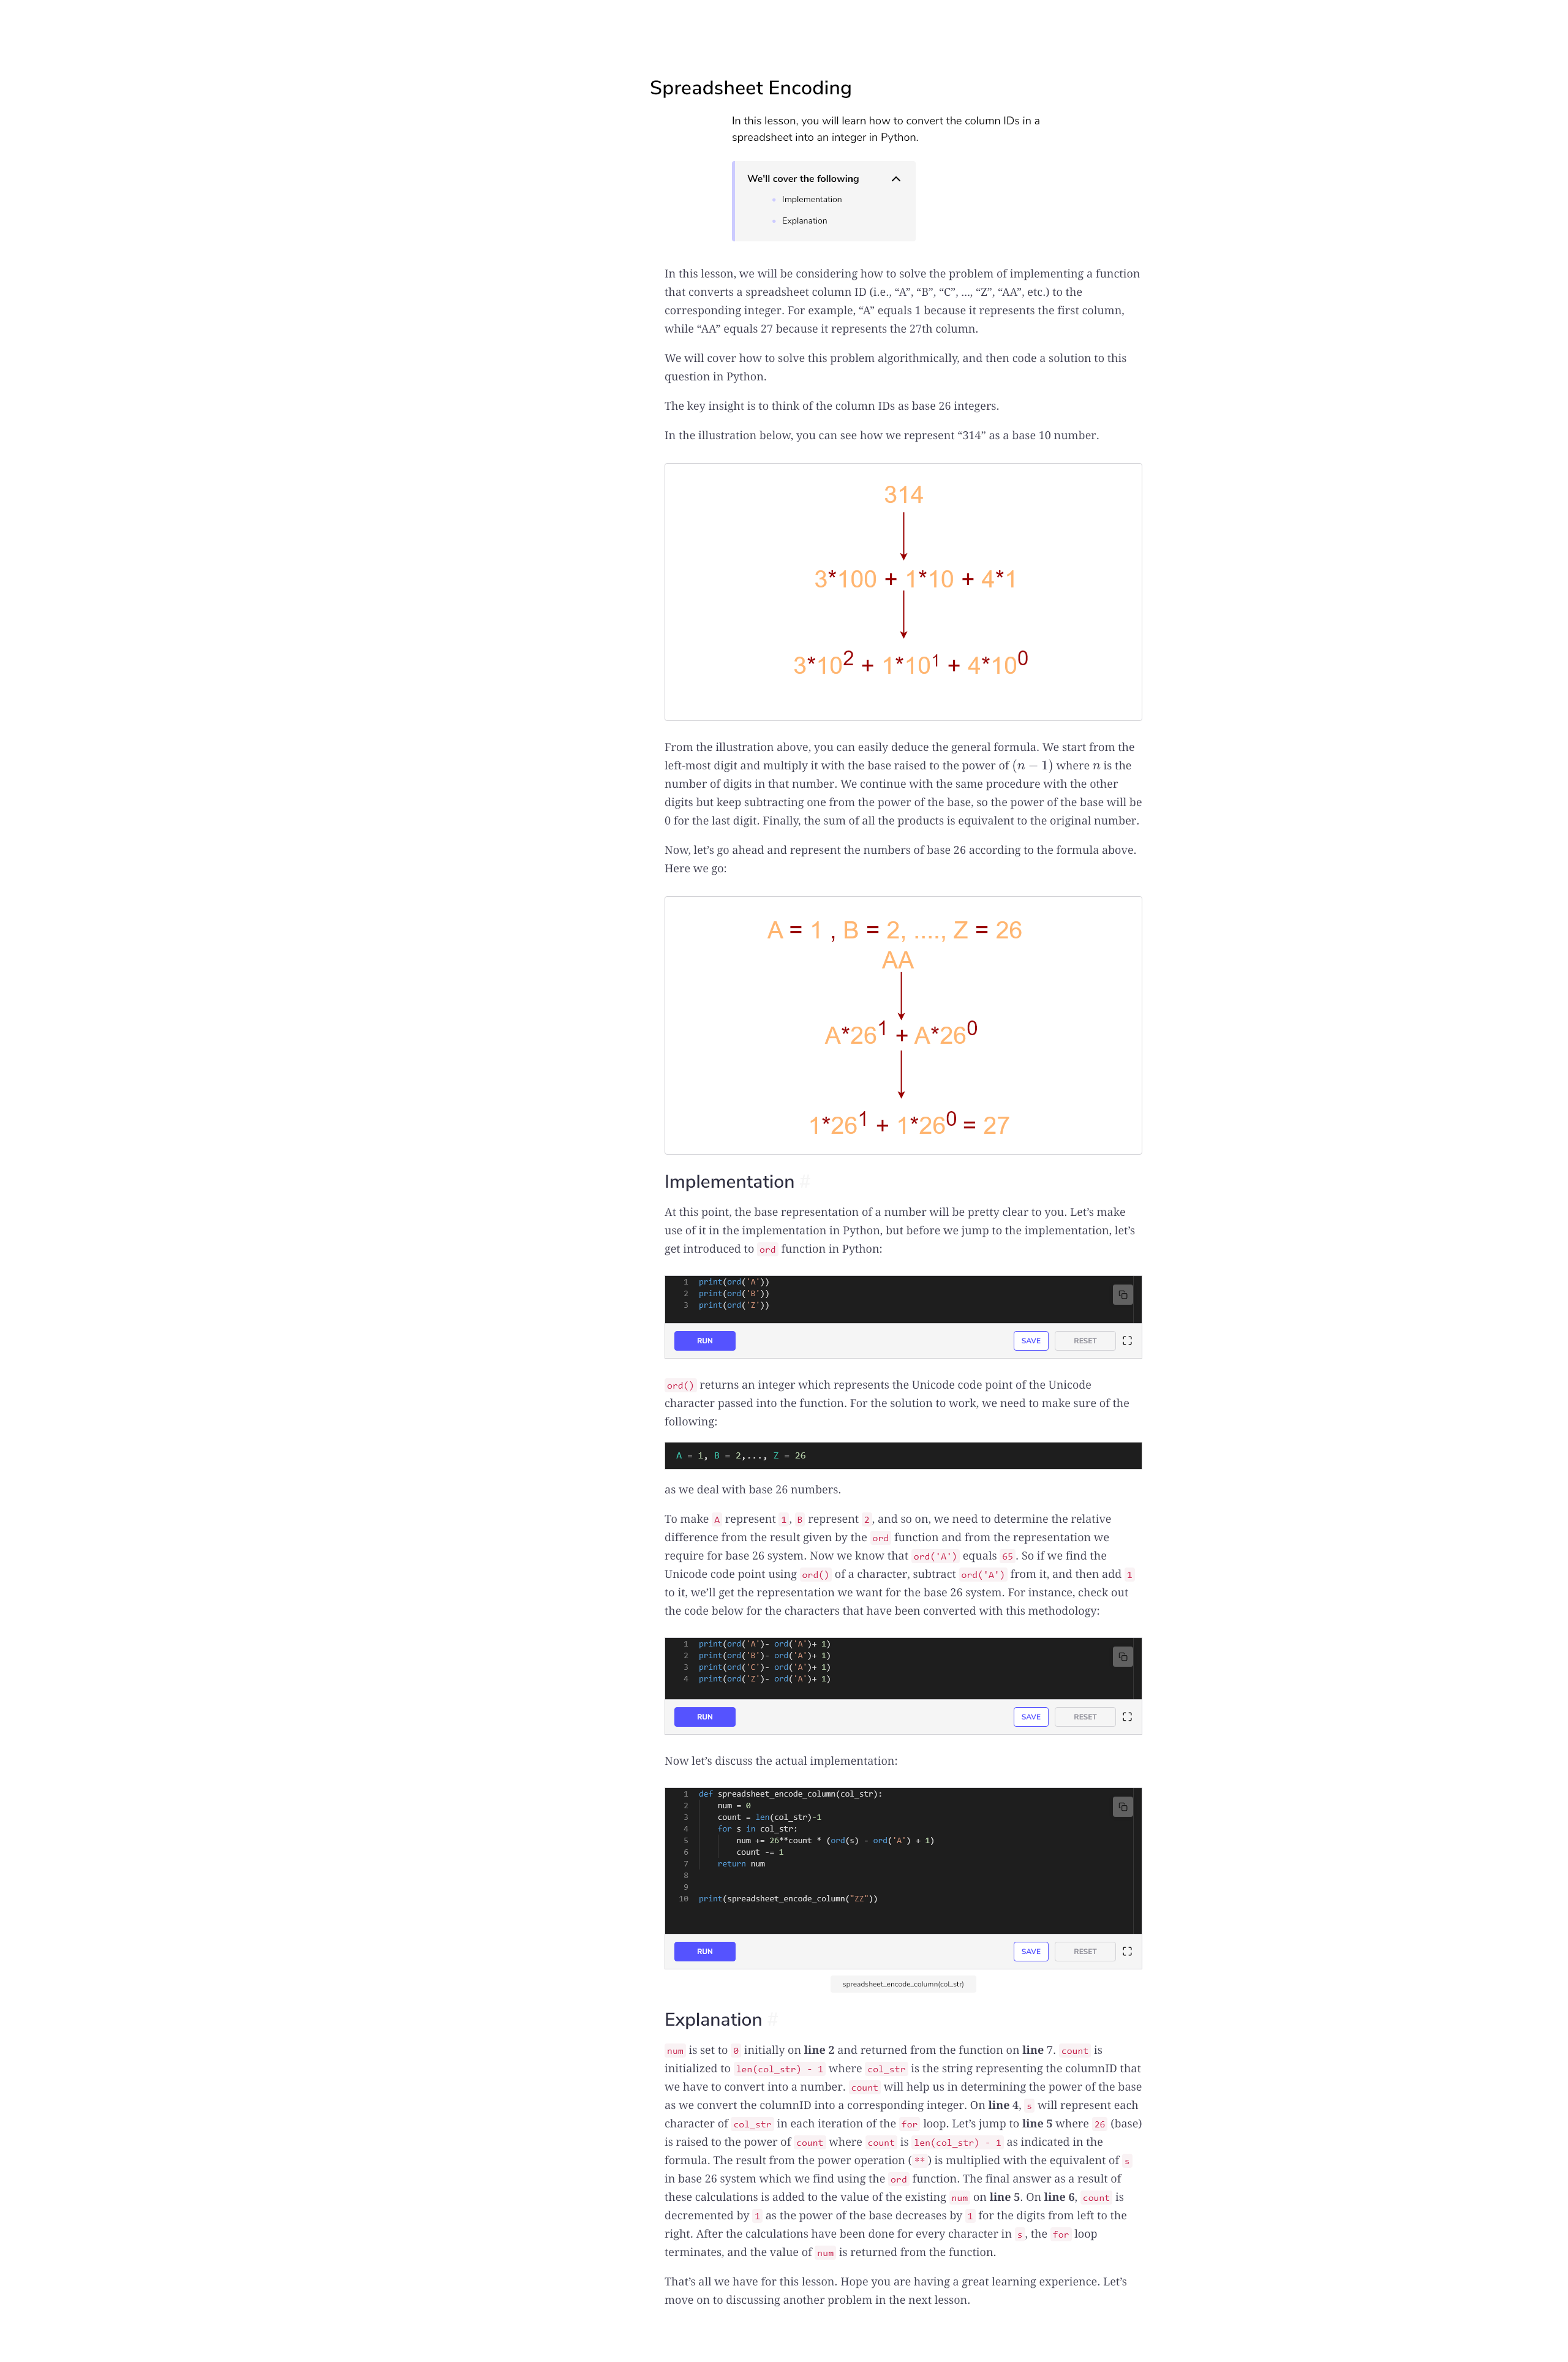 Spreadsheet Encoding
In this lesson, you will learn how to convert the column IDs in a
spreadsheet into an integer in Python.
We'll cover the following
Implementation
Explanation
In this lesson, we will be considering how to solve the problem of implementing a function
that converts a spreadsheet column ID (i.e., “A”, “B”, “C”, …, “Z”, “AA”, etc.) to the
corresponding integer. For example, “A” equals 1 because it represents the first column,
while “AA” equals 27 because it represents the 27th column.
We will cover how to solve this problem algorithmically, and then code a solution to this
question in Python.
The key insight is to think of the column IDs as base 26 integers.
In the illustration below, you can see how we represent “314” as a base 10 number.
314
3*100 + 1*10 + 4*1
3*10² + 1*10¹ + 4*10⁰
From the illustration above, you can easily deduce the general formula. We start from the
left-most digit and multiply it with the base raised to the power of (n − 1) where n is the
number of digits in that number. We continue with the same procedure with the other
digits but keep subtracting one from the power of the base, so the power of the base will be
0 for the last digit. Finally, the sum of all the products is equivalent to the original number.
Now, let’s go ahead and represent the numbers of base 26 according to the formula above.
Here we go:
A = 1 , B = 2, ...., Z = 26
AA
A*26¹ + A*26⁰
1*26¹ + 1*26⁰ = 27
Implementation #
At this point, the base representation of a number will be pretty clear to you. Let’s make
use of it in the implementation in Python, but before we jump to the implementation, let’s
get introduced to ord function in Python:
1 print(ord('A'))
2 print(ord('B'))
3 print(ord('Z'))
RUN SAVE RESET
ord() returns an integer which represents the Unicode code point of the Unicode
character passed into the function. For the solution to work, we need to make sure of the
following:
A = 1, B = 2,..., Z = 26
as we deal with base 26 numbers.
To make A represent 1, B represent 2, and so on, we need to determine the relative
difference from the result given by the ord function and from the representation we
require for base 26 system. Now we know that ord('A') equals 65. So if we find the
Unicode code point using ord() of a character, subtract ord('A') from it, and then add 1
to it, we’ll get the representation we want for the base 26 system. For instance, check out
the code below for the characters that have been converted with this methodology:
1 print(ord('A')- ord('A')+ 1)
2 print(ord('B')- ord('A')+ 1)
3 print(ord('C')- ord('A')+ 1)
4 print(ord('Z')- ord('A')+ 1)
RUN SAVE RESET
Now let’s discuss the actual implementation:
1 def spreadsheet_encode_column(col_str):
2 num = 0
3 count = len(col_str)-1
4 for s in col_str:
5 num += 26**count * (ord(s) - ord('A') + 1)
6 count -= 1
7 return num
8
9
10 print(spreadsheet_encode_column("ZZ"))
RUN SAVE RESET
spreadsheet_encode_column(col_str)
Explanation #
num is set to 0 initially on line 2 and returned from the function on line 7. count is
initialized to len(col_str) - 1 where col_str is the string representing the columnID that
we have to convert into a number. count will help us in determining the power of the base
as we convert the columnID into a corresponding integer. On line 4, s will represent each
character of col_str in each iteration of the for loop. Let’s jump to line 5 where 26 (base)
is raised to the power of count where count is len(col_str) - 1 as indicated in the
formula. The result from the power operation (**) is multiplied with the equivalent of s
in base 26 system which we find using the ord function. The final answer as a result of
these calculations is added to the value of the existing num on line 5. On line 6, count is
decremented by 1 as the power of the base decreases by 1 for the digits from left to the
right. After the calculations have been done for every character in s, the for loop
terminates, and the value of num is returned from the function.
That’s all we have for this lesson. Hope you are having a great learning experience. Let’s
move on to discussing another problem in the next lesson.